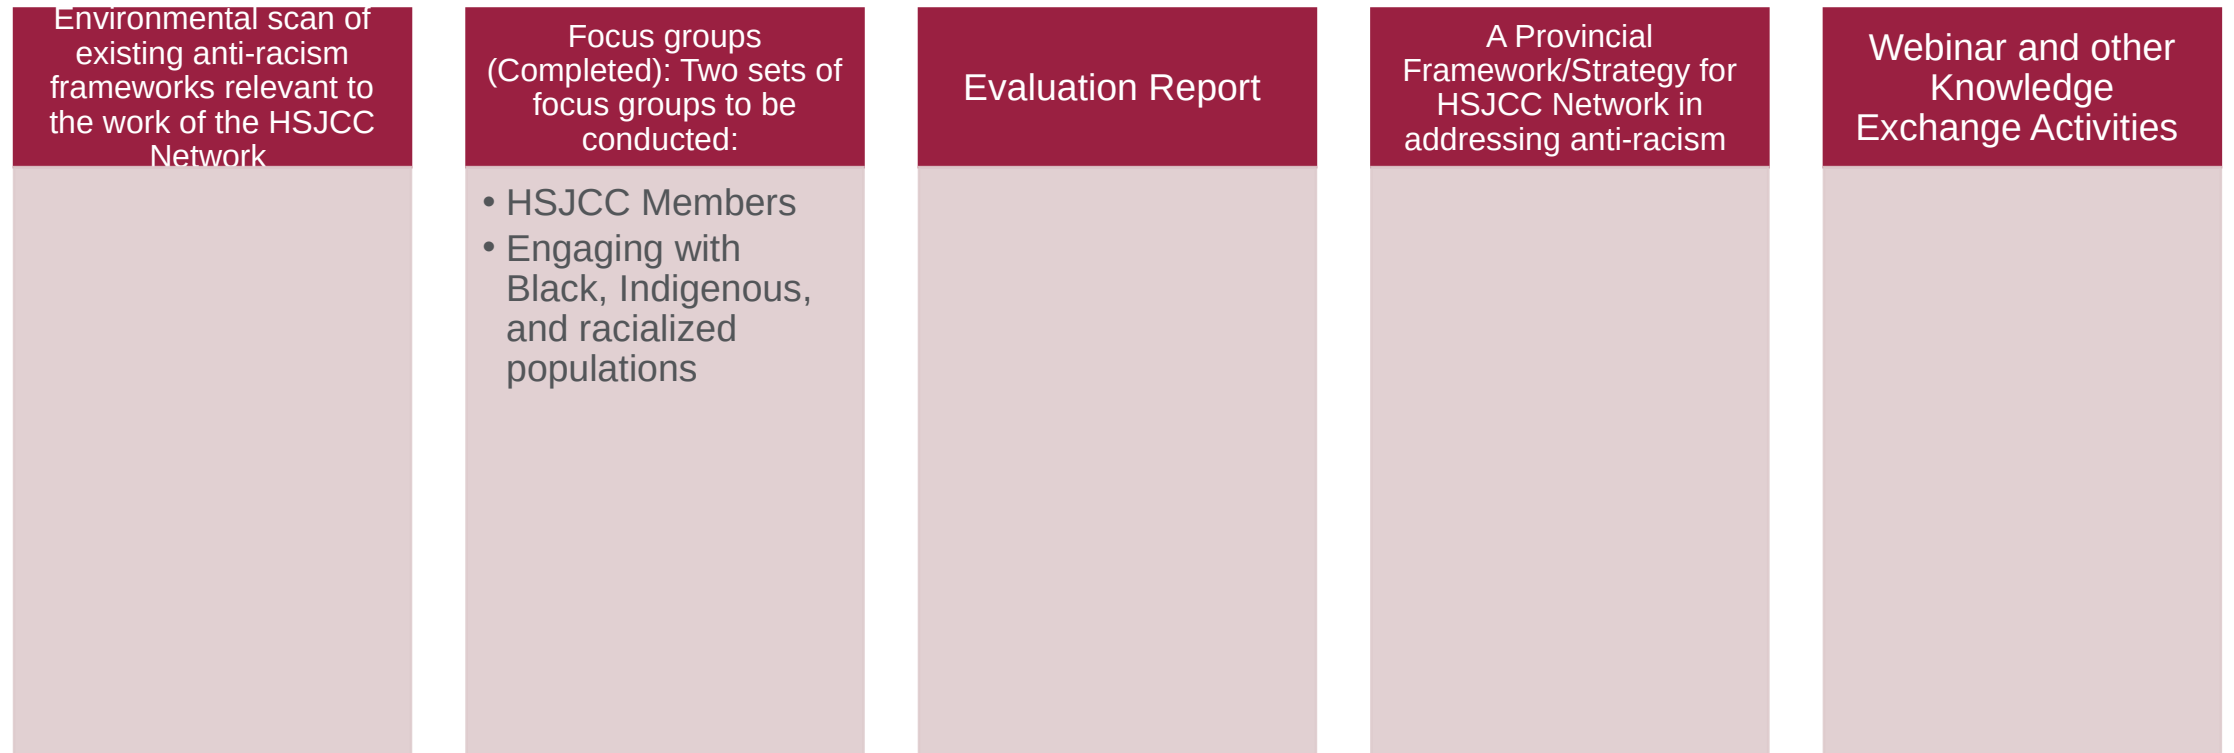 Environmental scan of
existing anti-racism
frameworks relevant to
the work of the HSJCC
Network
Focus groups
(Completed): Two sets of
focus groups to be
conducted:
• HSJCC Members
• Engaging with
Black, Indigenous,
and racialized
populations
Evaluation Report
A Provincial
Framework/Strategy for
HSJCC Network in
addressing anti-racism
Webinar and other
Knowledge
Exchange Activities